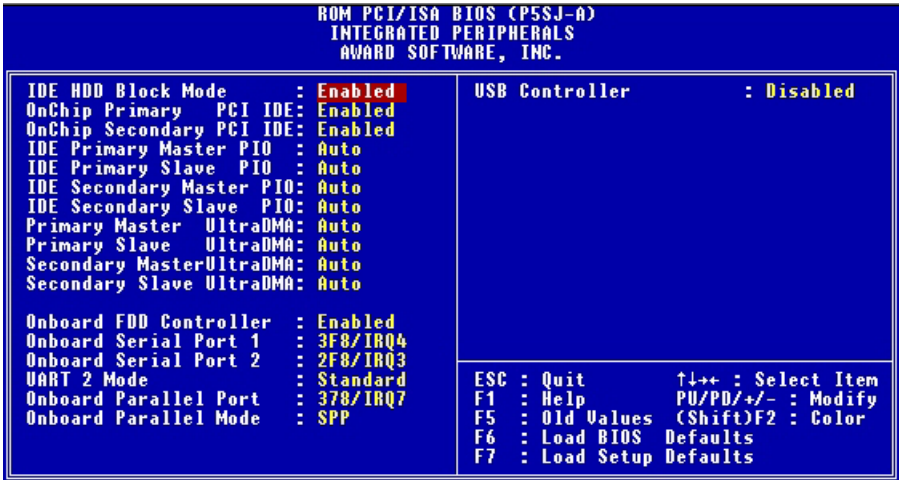 ROM PCI/ISA BIOS (P5SJ-A)
INTEGRATED PERIPHERALS
AWARD SOFTWARE, INC.
IDE HDD Block Mode : Enabled
OnChip Primary PCI IDE: Enabled
OnChip Secondary PCI IDE: Enabled
IDE Primary Master PIO : Auto
IDE Primary Slave PIO : Auto
IDE Secondary Master PIO: Auto
IDE Secondary Slave PIO: Auto
Primary Master UltraDMA: Auto
Primary Slave UltraDMA: Auto
Secondary MasterUltraDMA: Auto
Secondary Slave UltraDMA: Auto
Onboard FDD Controller : Enabled
Onboard Serial Port 1 : 3F8/IRQ4
Onboard Serial Port 2 : 2F8/IRQ3
UART 2 Mode : Standard
Onboard Parallel Port : 378/IRQ7
Onboard Parallel Mode : SPP
USB Controller : Disabled
ESC : Quit ↑↓→← : Select Item
F1 : Help PU/PD/+/- : Modify
F5 : Old Values (Shift)F2 : Color
F6 : Load BIOS Defaults
F7 : Load Setup Defaults